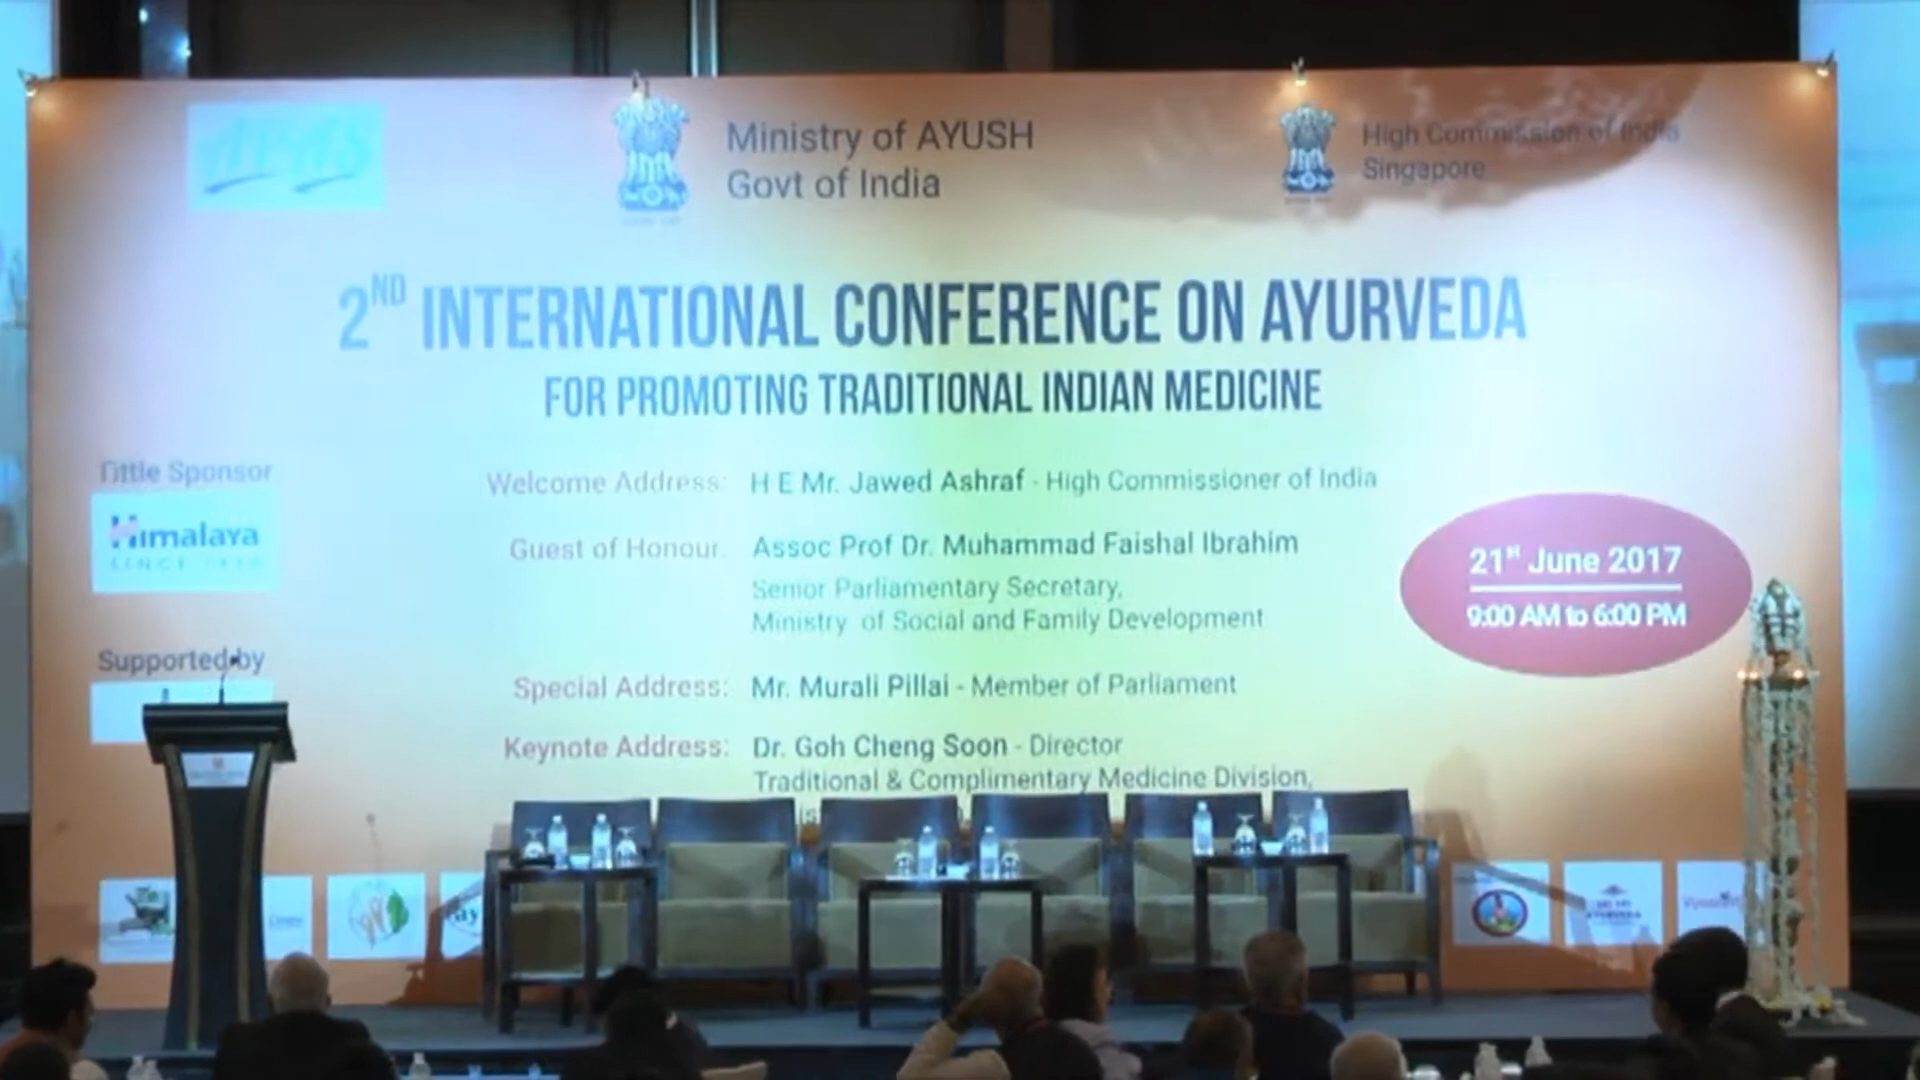 APAS
Ministry of AYUSH
Govt of India
High Commission of India
Singapore
2ND INTERNATIONAL CONFERENCE ON AYURVEDA
FOR PROMOTING TRADITIONAL INDIAN MEDICINE
Tittle Sponsor
Himalaya
SINCE 1930
Supported by
Welcome Address: H E Mr. Jawed Ashraf - High Commissioner of India
Guest of Honour: Assoc Prof Dr. Muhammad Faishal Ibrahim
Senior Parliamentary Secretary,
Ministry of Social and Family Development
Special Address: Mr. Murali Pillai - Member of Parliament
Keynote Address: Dr. Goh Cheng Soon - Director
Traditional & Complimentary Medicine Division,
21st June 2017
9:00 AM to 6:00 PM